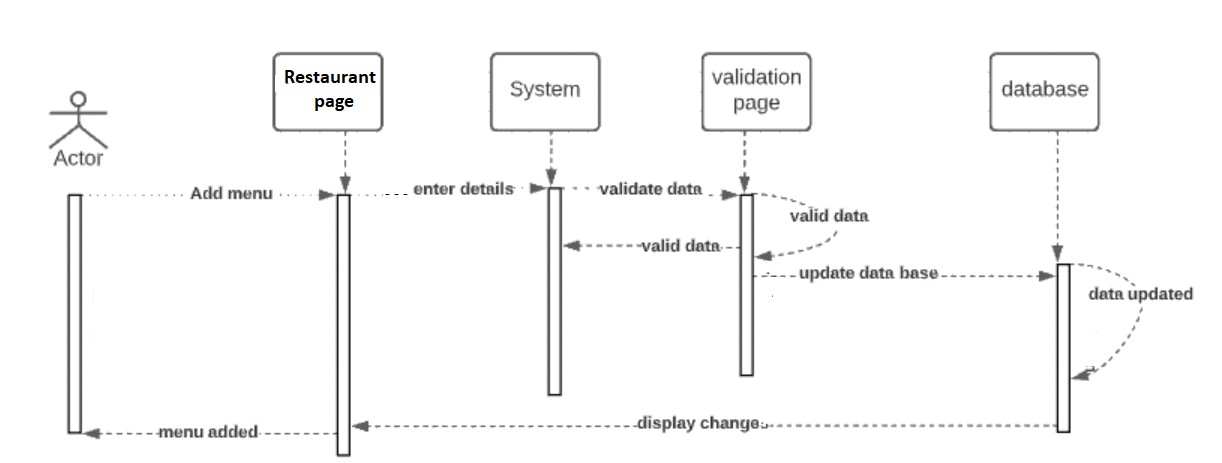 Restaurant
page
System
validation
page
database
Actor
Add menu
enter details
validate data
valid data
valid data
update data base
data updated
display change
menu added